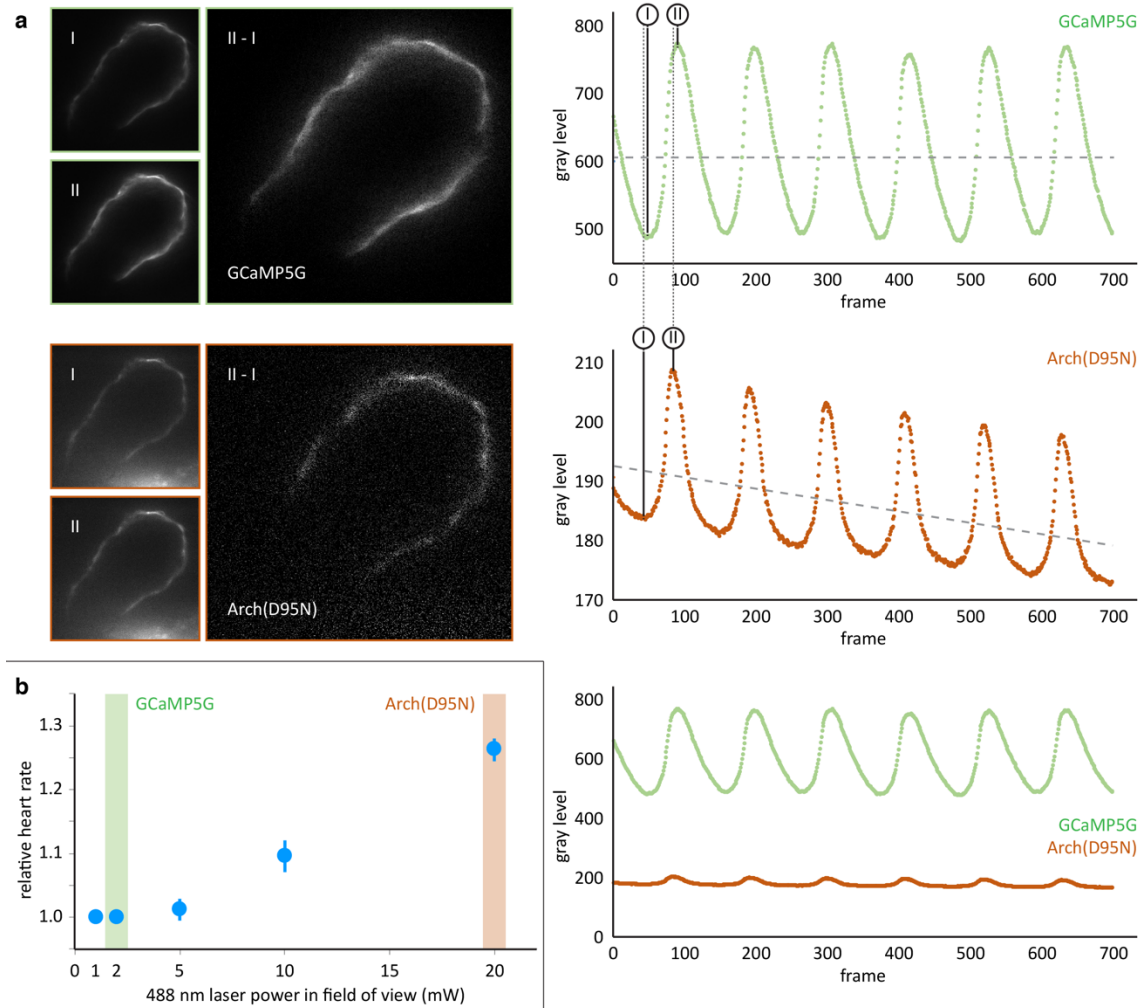 a
I
II - I
II
GCaMP5G
I
II - I
II
Arch(D95N)
I II
GCaMP5G
800
700
600
500
gray level
0 100 200 300 400 500 600 700
frame
I II
Arch(D95N)
210
200
190
180
170
gray level
0 100 200 300 400 500 600 700
frame
b
GCaMP5G
Arch(D95N)
1.3
1.2
1.1
1.0
relative heart rate
0 1 2 5 10 15 20
488 nm laser power in field of view (mW)
800
600
400
200
0
gray level
GCaMP5G
Arch(D95N)
0 100 200 300 400 500 600 700
frame